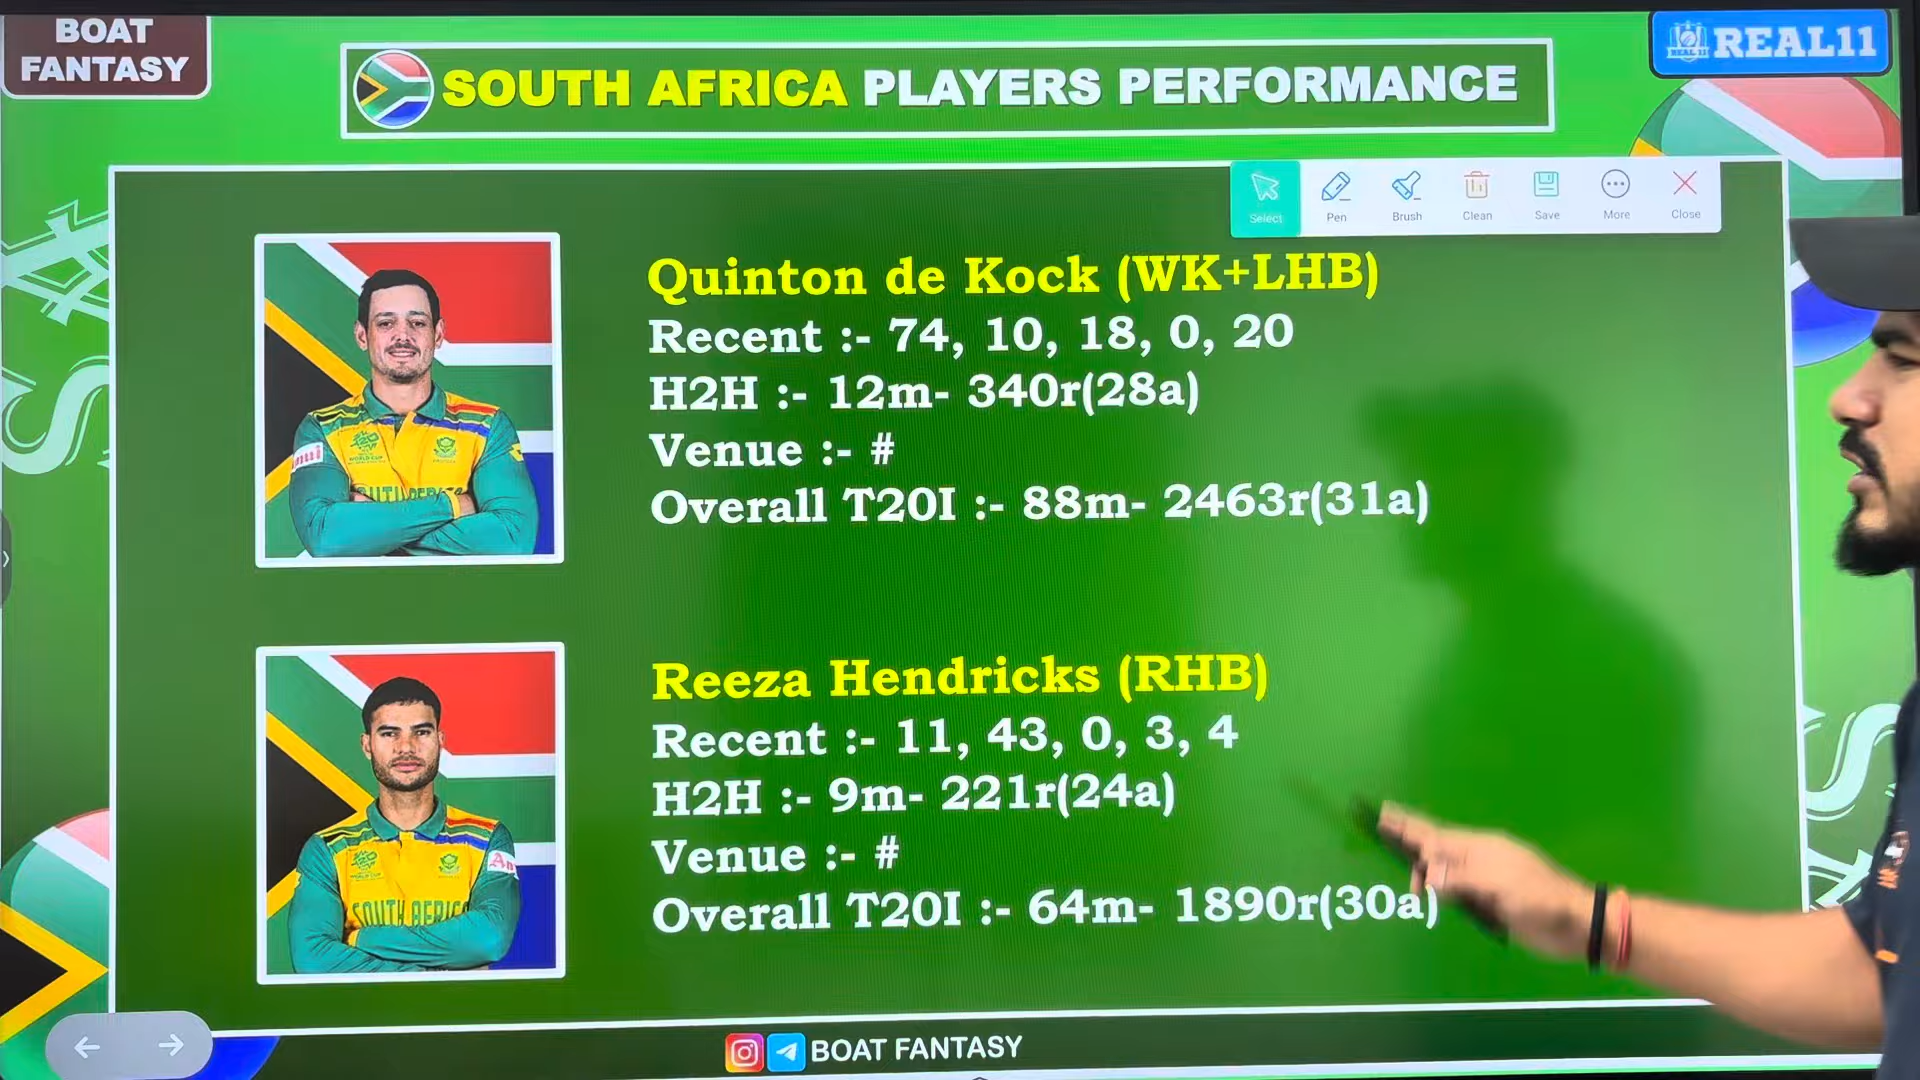 BOAT
FANTASY
SOUTH AFRICA PLAYERS PERFORMANCE
REAL11
Select
Pen
Brush
Clean
Save
More
Close
Quinton de Kock (WK+LHB)
Recent :- 74, 10, 18, 0, 20
H2H :- 12m- 340r(28a)
Venue :- #
Overall T20I :- 88m- 2463r(31a)
Reeza Hendricks (RHB)
Recent :- 11, 43, 0, 3, 4
H2H :- 9m- 221r(24a)
Venue :- #
Overall T20I :- 64m- 1890r(30a)
BOAT FANTASY